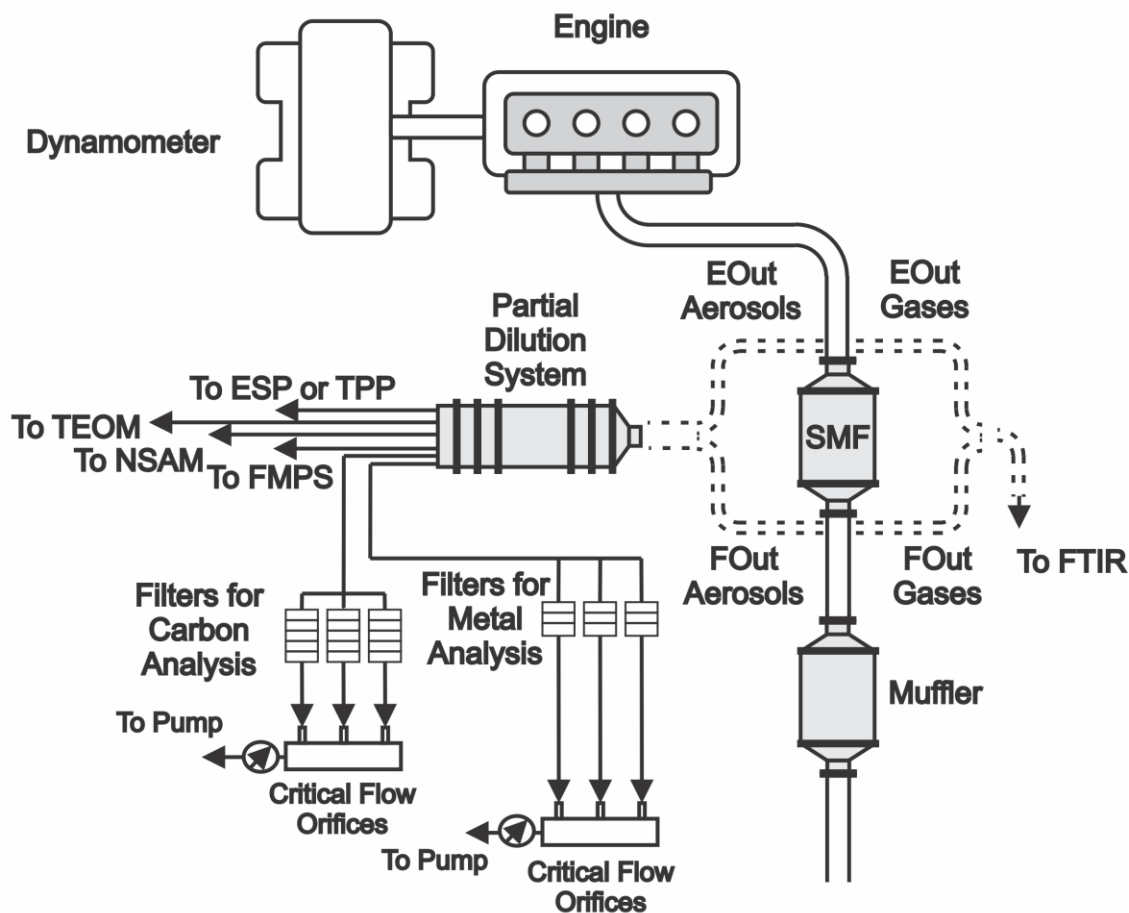 Engine
Dynamometer
EOut
Aerosols
EOut
Gases
Partial
Dilution
System
To ESP or TPP
To TEOM
To NSAM
To FMPS
SMF
FOut
Aerosols
FOut
Gases
To FTIR
Filters for
Carbon
Analysis
Filters for
Metal
Analysis
Muffler
To Pump
Critical Flow
Orifices
To Pump
Critical Flow
Orifices